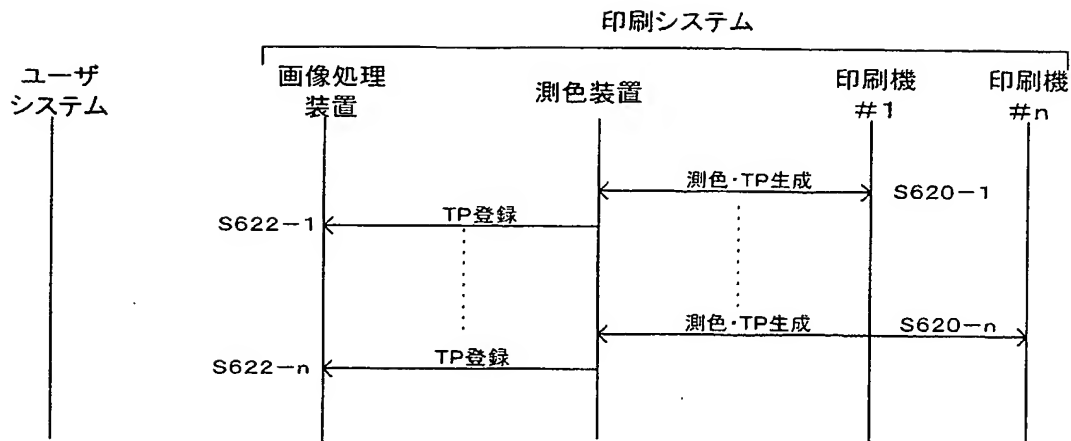 印刷システム
ユーザ
システム
画像処理
装置
測色装置
印刷機
#1
印刷機
#n
測色・TP生成
S620-1
S622-1
TP登録
測色・TP生成
S620-n
S622-n
TP登録